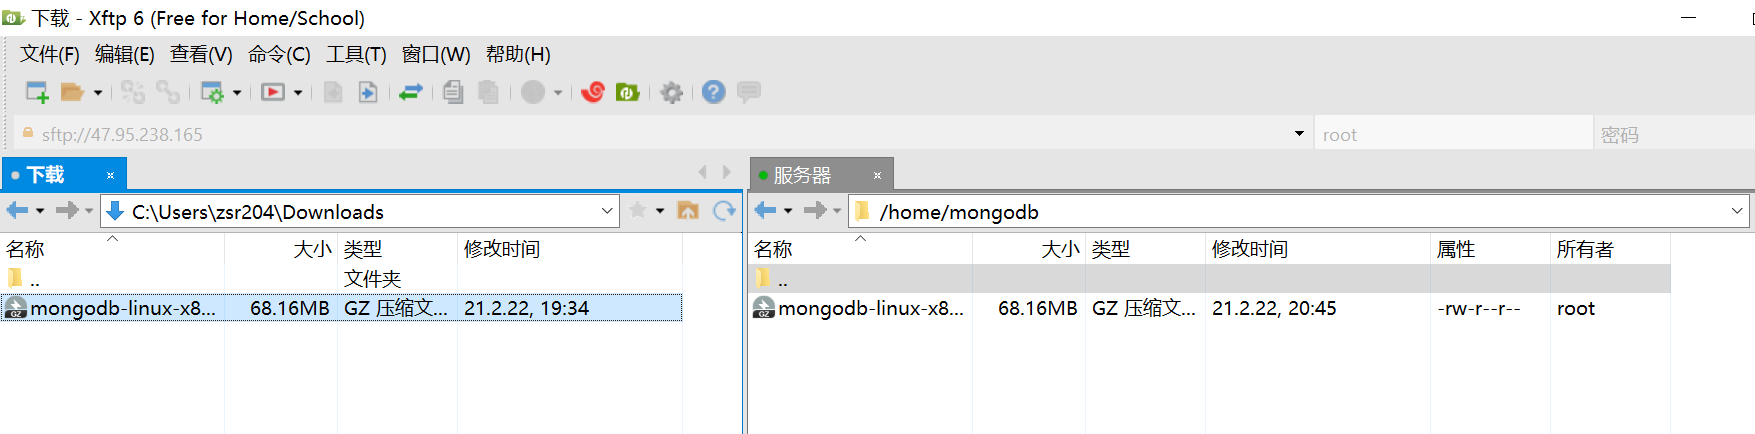 下载 - Xftp 6 (Free for Home/School)
文件(F) 编辑(E) 查看(V) 命令(C) 工具(T) 窗口(W) 帮助(H)
sftp://47.95.238.165 root 密码
下载 服务器
C:\Users\zsr204\Downloads /home/mongodb
名称 大小 类型 修改时间 名称 大小 类型 修改时间 属性 所有者
.. 文件夹 ..
mongodb-linux-x8... 68.16MB GZ 压缩文... 21.2.22, 19:34 mongodb-linux-x8... 68.16MB GZ 压缩文... 21.2.22, 20:45 -rw-r--r-- root